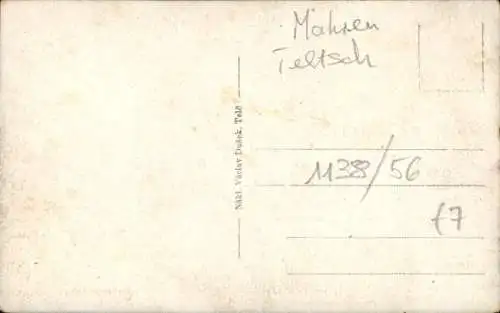 Mähren
Teltsch
Nákl. Václav Dušek, Telč
1138/56
f7